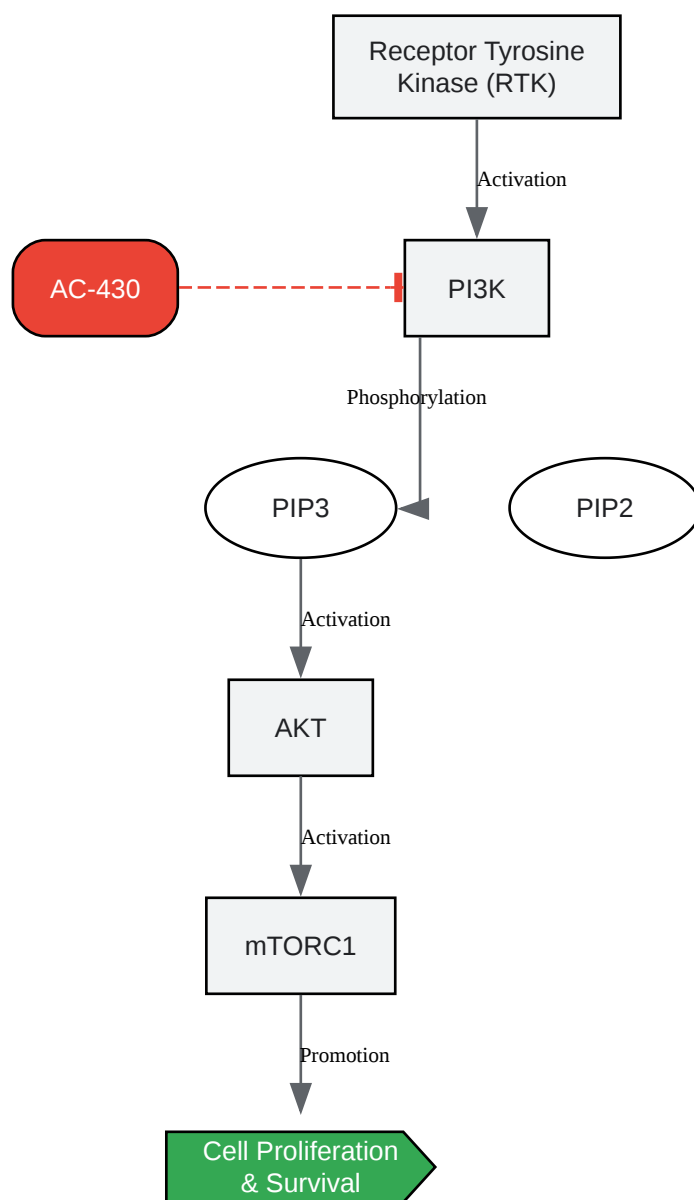 Receptor Tyrosine
Kinase (RTK)
Activation
AC-430
PI3K
Phosphorylation
PIP3
PIP2
Activation
AKT
Activation
mTORC1
Promotion
Cell Proliferation
& Survival